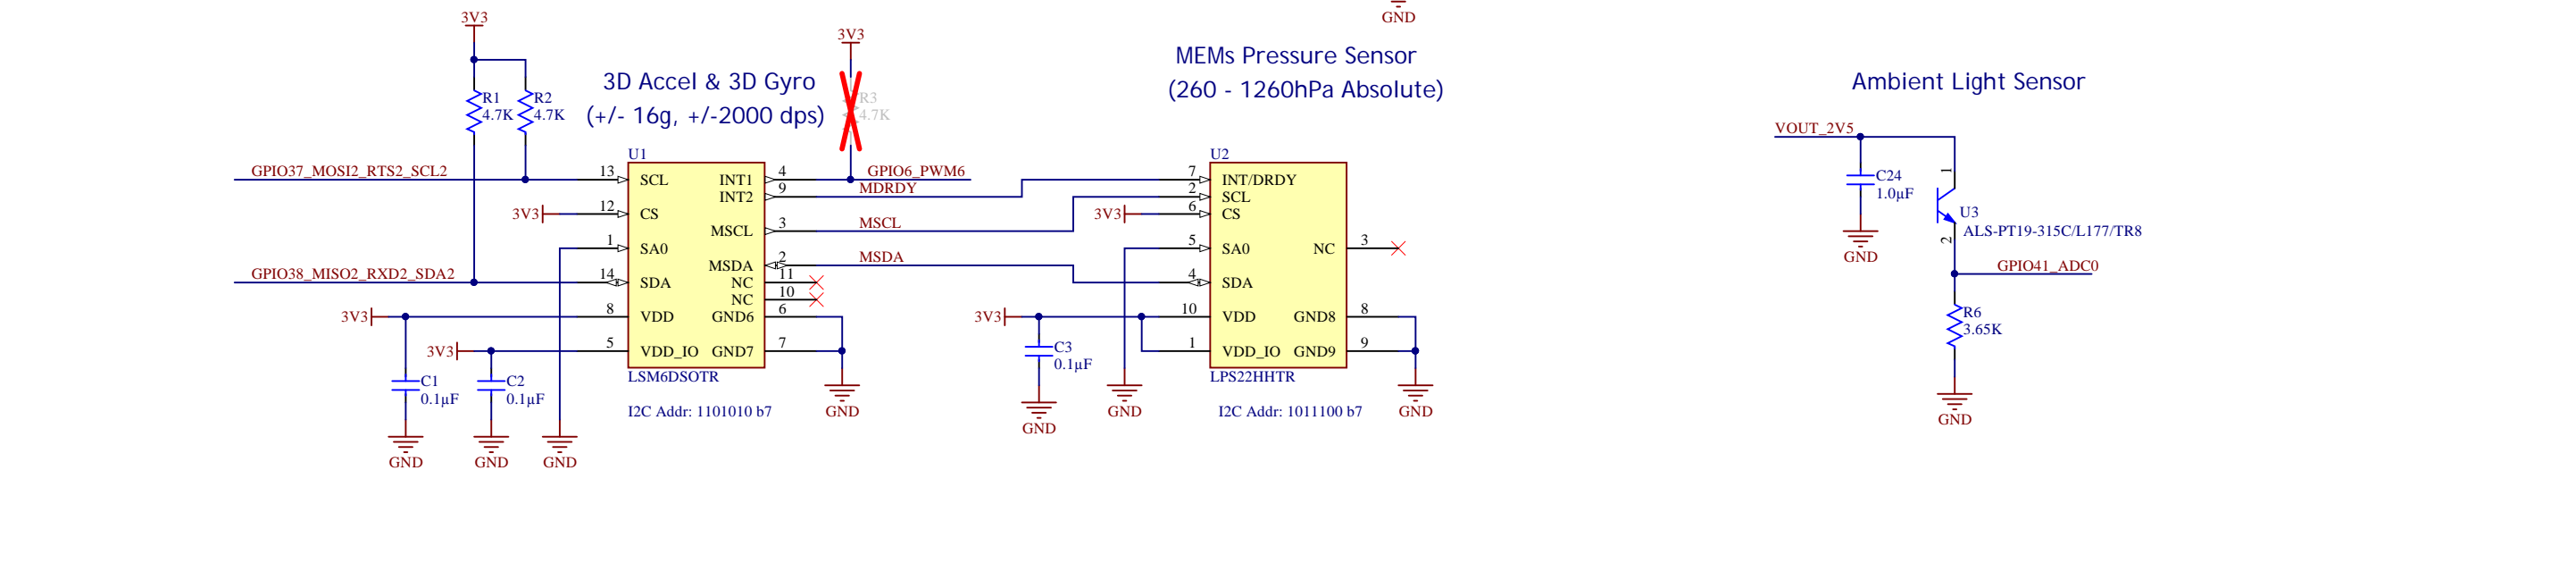 GND
3V3
R1
4.7K
R2
4.7K
3D Accel & 3D Gyro
(+/- 16g, +/-2000 dps)
3V3
R3
4.7K
GPIO37_MOSI2_RTS2_SCL2
3V3
GPIO38_MISO2_RXD2_SDA2
3V3
3V3
C1
0.1µF
C2
0.1µF
GND
GND
GND
U1
13 SCL
12 CS
1 SA0
14 SDA
8 VDD
5 VDD_IO
INT1 4
INT2 9
MSCL 3
MSDA 2
NC 11
NC 10
GND6 6
GND7 7
LSM6DSOTR
I2C Addr: 1101010 b7
GPIO6_PWM6
MDRDY
MSCL
MSDA
GND
MEMs Pressure Sensor
(260 - 1260hPa Absolute)
3V3
3V3
C3
0.1µF
GND
GND
U2
7 INT/DRDY
2 SCL
6 CS
5 SA0
4 SDA
10 VDD
1 VDD_IO
NC 3
GND8 8
GND9 9
LPS22HHTR
I2C Addr: 1011100 b7
GND
Ambient Light Sensor
VOUT_2V5
C24
1.0µF
GND
1
U3
ALS-PT19-315C/L177/TR8
2
GPIO41_ADC0
R6
3.65K
GND